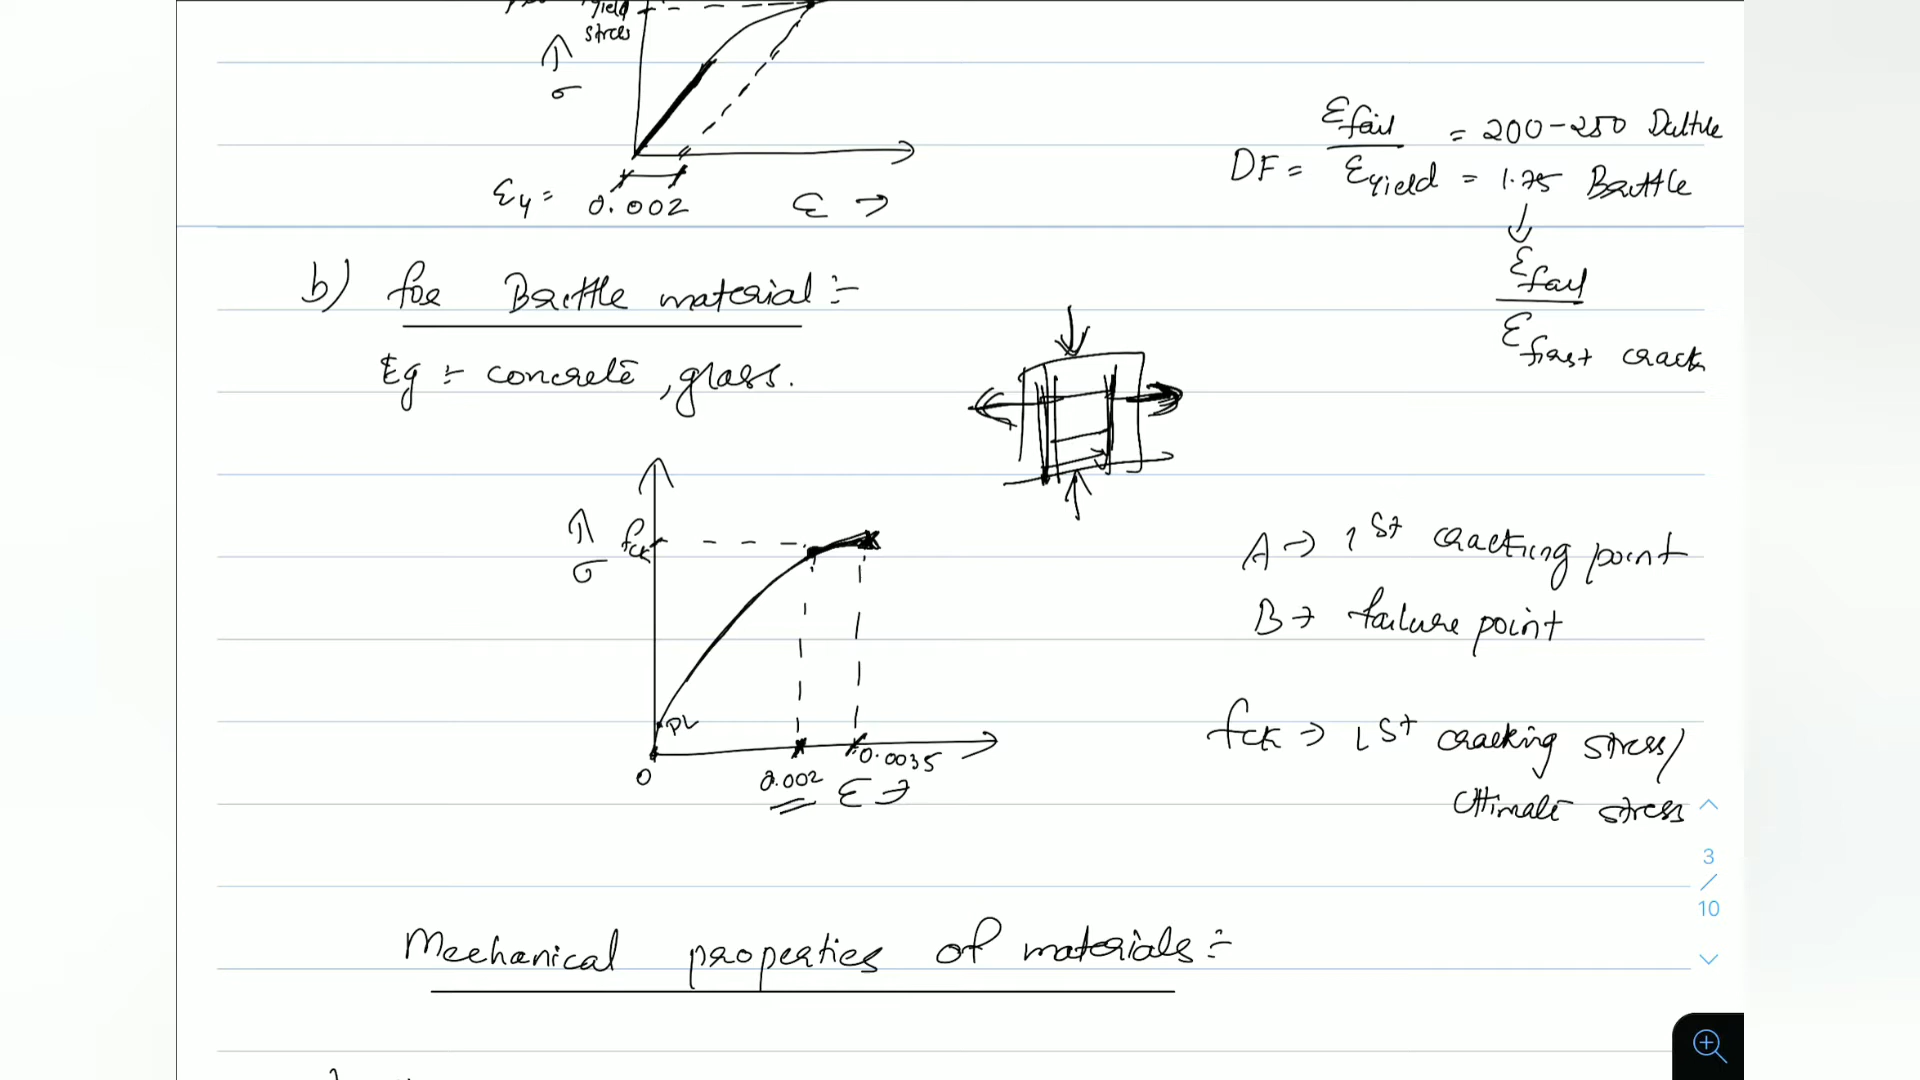 yield
stress
σ
εy = 0.002
ε →
DF = εfail / εyield = 200-250 Ductile
= 1.75 Brittle
εfail
εfirst crack
b) for Brittle material :-
Eg :- concrete, glass.
σ
fck
PL
O
0.002
0.0035
ε →
A → 1st cracking point
B → failure point
fck → 1st cracking stress/
Ultimate stress
3
/
10
Mechanical properties of materials :-